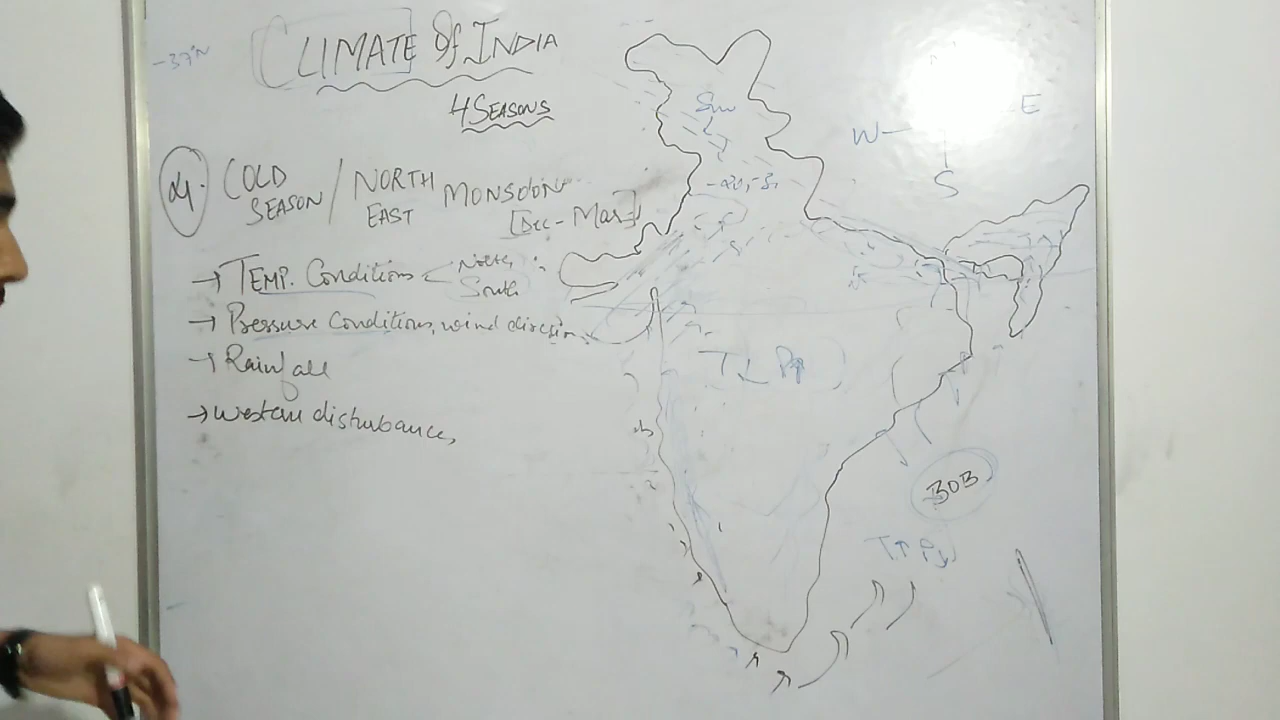 CLIMATE Of INDIA
4 SEASONS
COLD SEASON / NORTH EAST MONSOON
[Dec - Mar]
→ TEMP. Conditions < North
South
→ Pressure Conditions, wind direction
→ Rainfall
→ Western disturbance,
-37°N
W
E
S
T↓ P↑
BOB
T↑ P↓